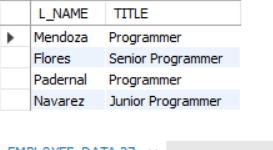 L_NAME TITLE
Mendoza Programmer
Flores Senior Programmer
Padernal Programmer
Navarez Junior Programmer